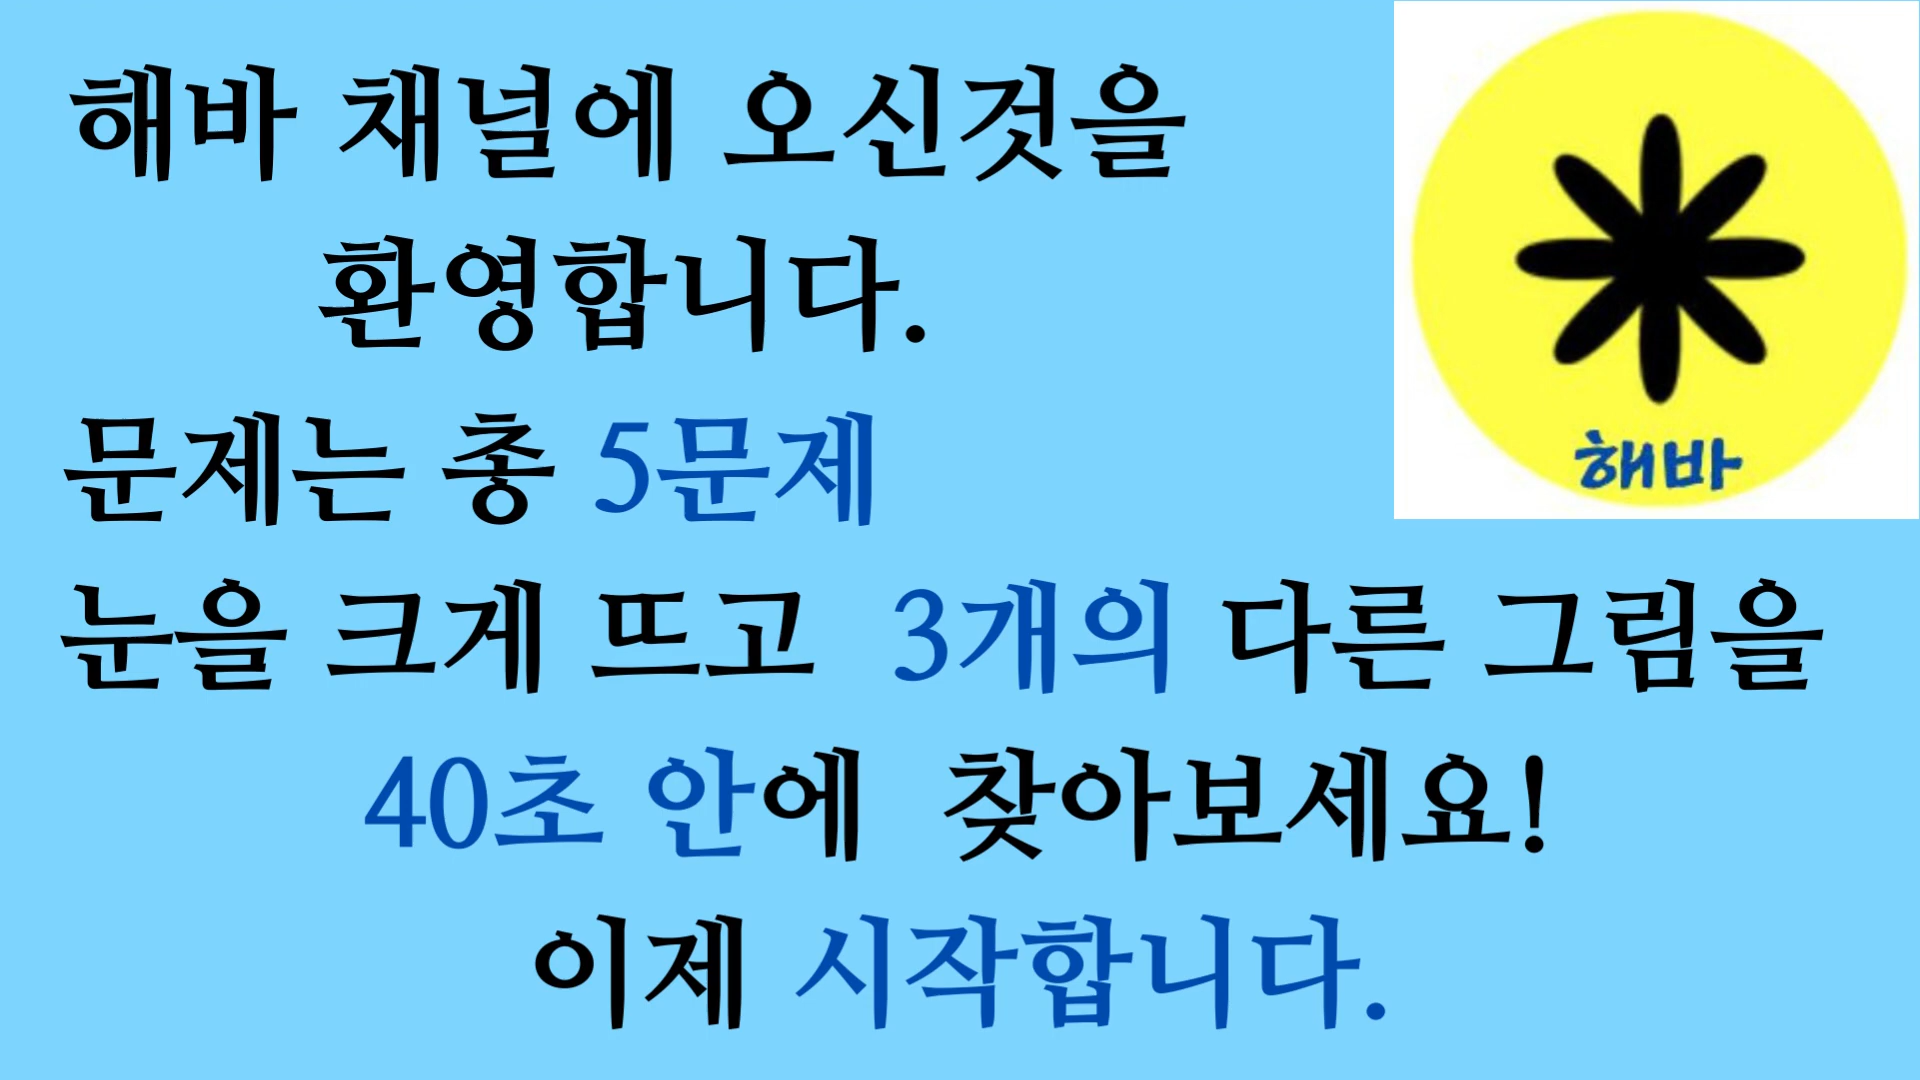 해바 채널에 오신것을
환영합니다.
해바
문제는 총 5문제
눈을 크게 뜨고 3개의 다른 그림을
40초 안에 찾아보세요!
이제 시작합니다.